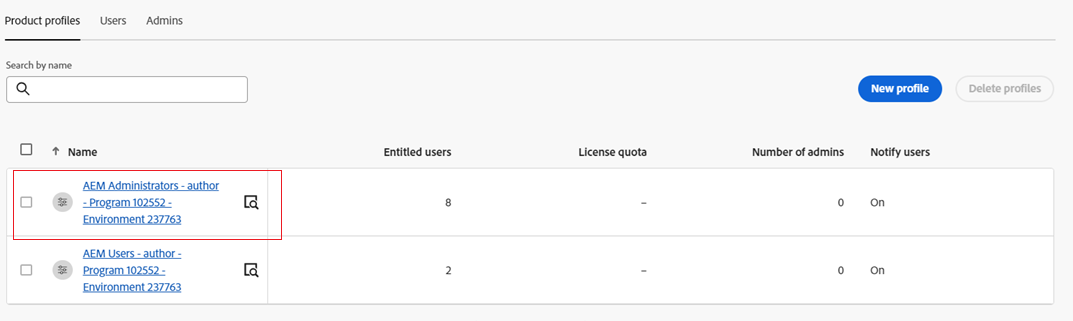 Product profiles Users Admins
Search by name
New profile Delete profiles
Name Entitled users License quota Number of admins Notify users
AEM Administrators - author
- Program 102552 -
Environment 237763
8 – 0 On
AEM Users - author -
Program 102552 -
Environment 237763
2 – 0 On